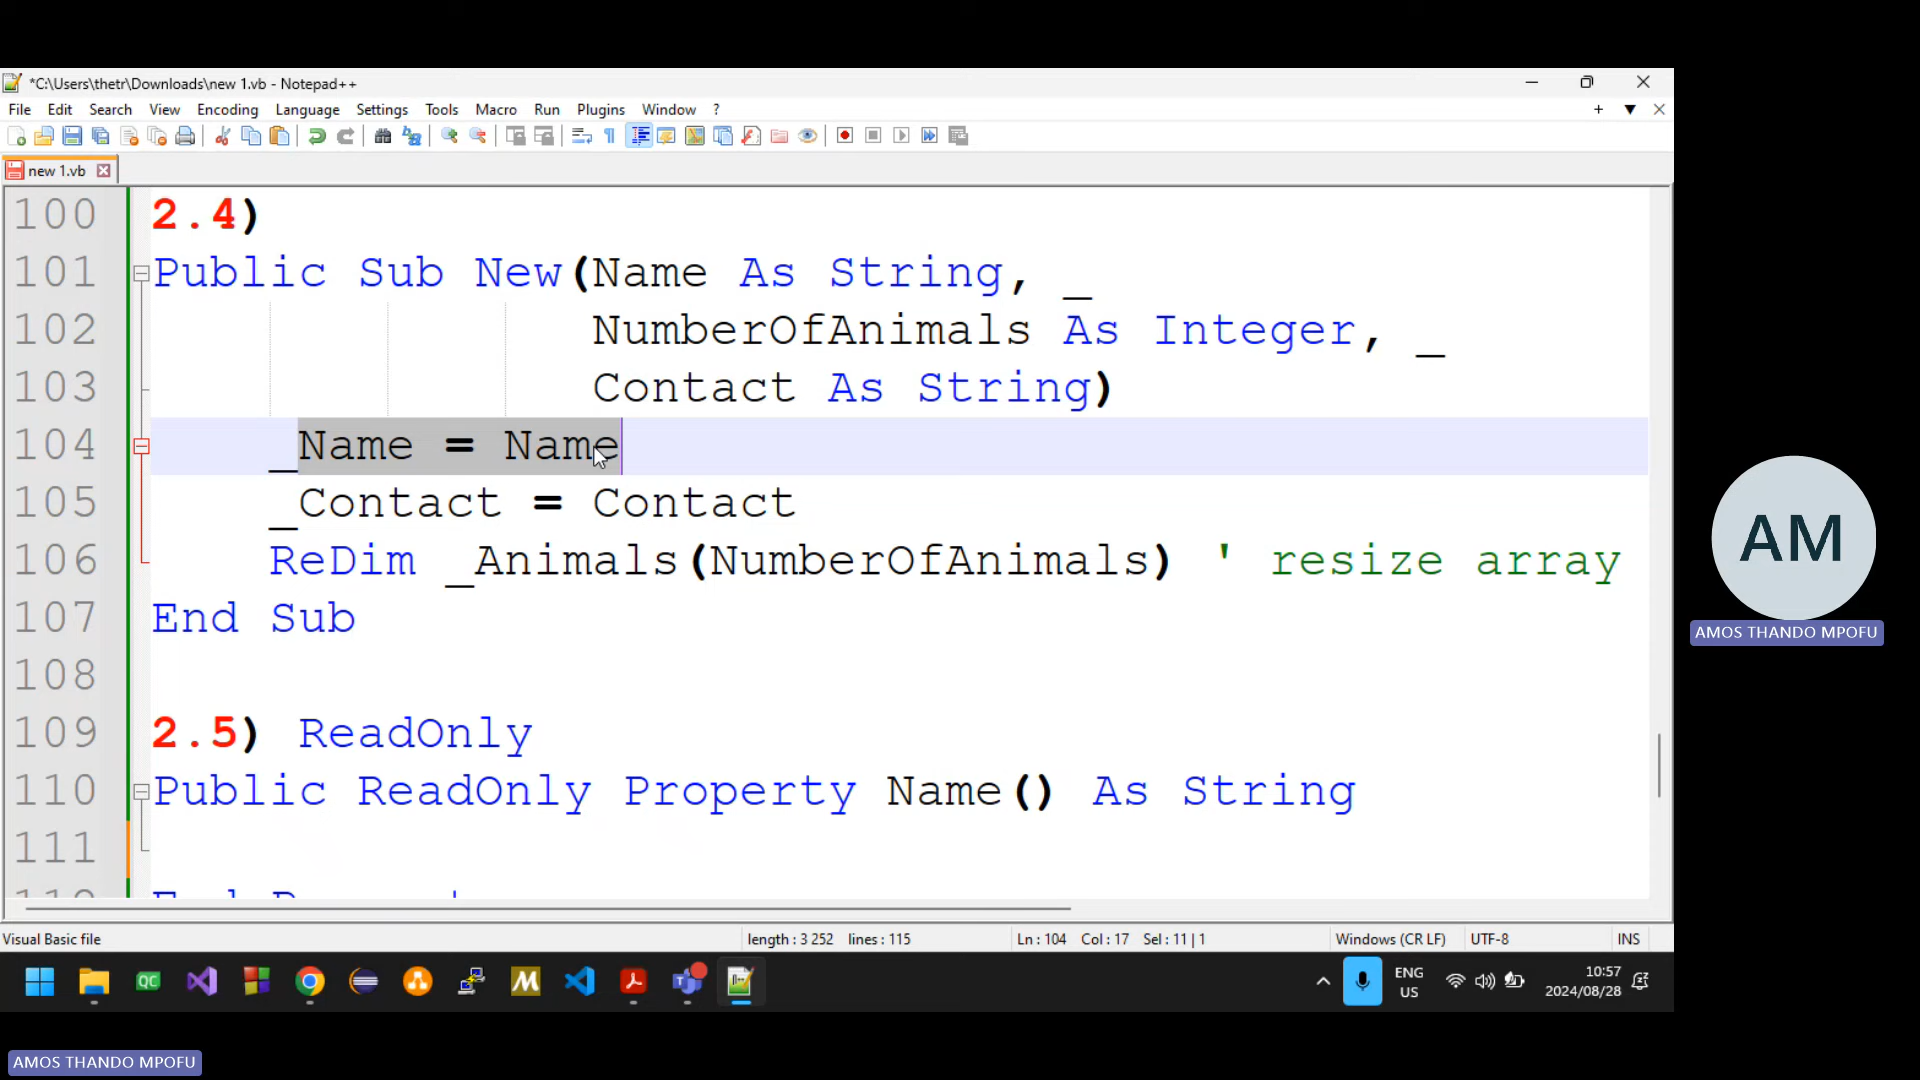 *C:\Users\thetr\Downloads\new 1.vb - Notepad++
File Edit Search View Encoding Language Settings Tools Macro Run Plugins Window ?
new 1.vb
100 2.4)
101 Public Sub New(Name As String, _
102 NumberOfAnimals As Integer, _
103 Contact As String)
104 _Name = Name
105 _Contact = Contact
106 ReDim _Animals(NumberOfAnimals) ' resize array
107 End Sub
108
109 2.5) ReadOnly
110 Public ReadOnly Property Name() As String
111
Visual Basic file length : 3 252 lines : 115 Ln : 104 Col : 17 Sel : 11 | 1 Windows (CR LF) UTF-8 INS
QC
ENG
US
10:57
2024/08/28
AM
AMOS THANDO MPOFU
AMOS THANDO MPOFU